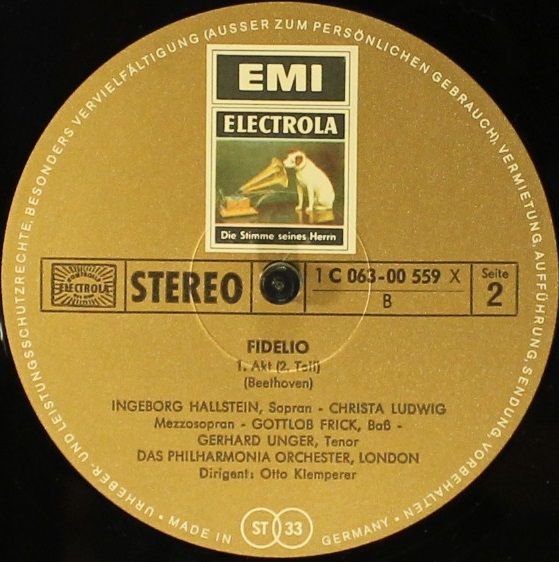 URHEBER- UND LEISTUNGSSCHUTZRECHTE, BESONDERS VERVIELFÄLTIGUNG (AUSSER ZUM PERSÖNLICHEN GEBRAUCH), VERMIETUNG, AUFFÜHRUNG, SENDUNG, VORBEHALTEN •
EMI
ELECTROLA
Die Stimme seines Herrn
ELECTROLA
STEREO
1 C 063-00 559 X
B
Seite
2
FIDELIO
1. Akt (2. Teil)
(Beethoven)
INGEBORG HALLSTEIN, Sopran - CHRISTA LUDWIG
Mezzosopran - GOTTLOB FRICK, Baß -
GERHARD UNGER, Tenor
DAS PHILHARMONIA ORCHESTER, LONDON
Dirigent: Otto Klemperer
• MADE IN GERMANY •
ST 33